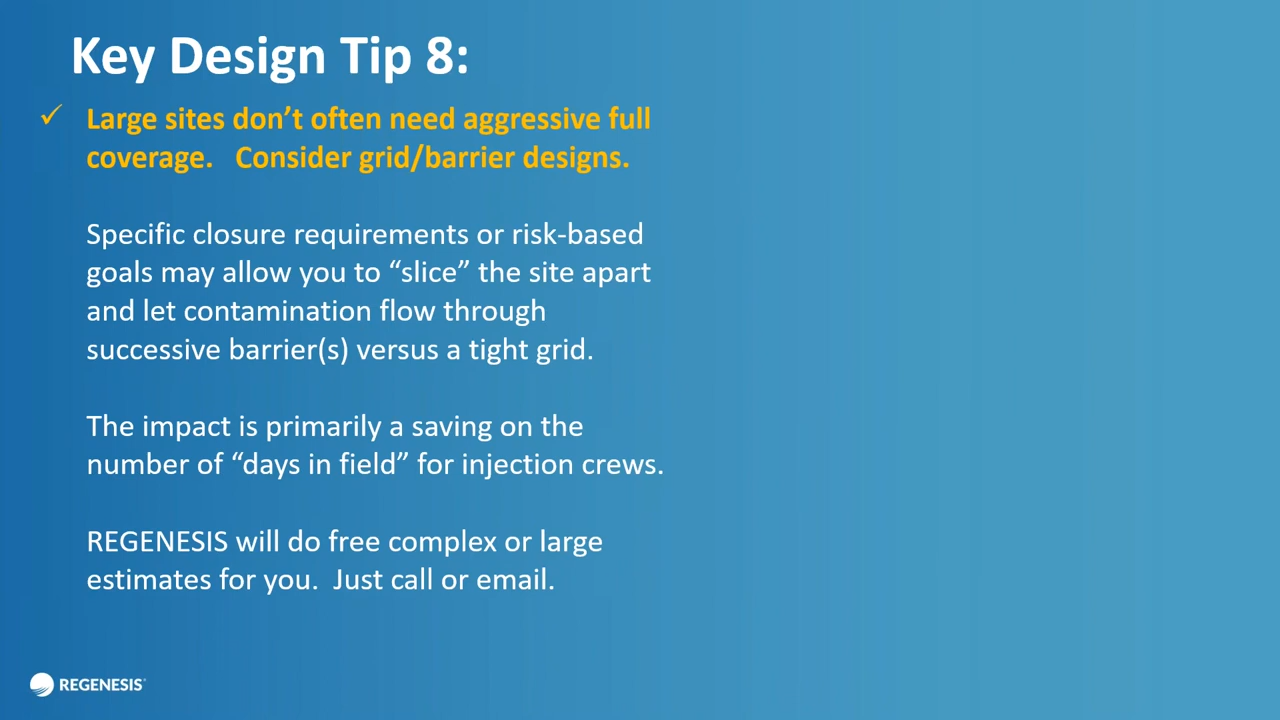 Key Design Tip 8:
✓ Large sites don’t often need aggressive full
coverage.   Consider grid/barrier designs.
Specific closure requirements or risk-based
goals may allow you to “slice” the site apart
and let contamination flow through
successive barrier(s) versus a tight grid.
The impact is primarily a saving on the
number of “days in field” for injection crews.
REGENESIS will do free complex or large
estimates for you.  Just call or email.
REGENESIS